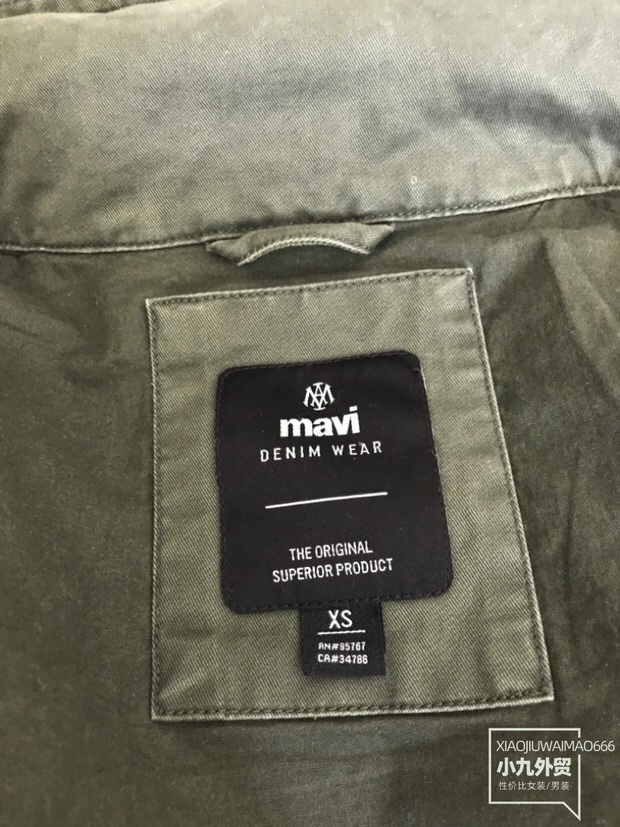 mavi
DENIM WEAR
THE ORIGINAL
SUPERIOR PRODUCT
XS
RN#95767
CA#34786
XIAOJIUWAIMAO666
小九外贸
性价比女装/男装